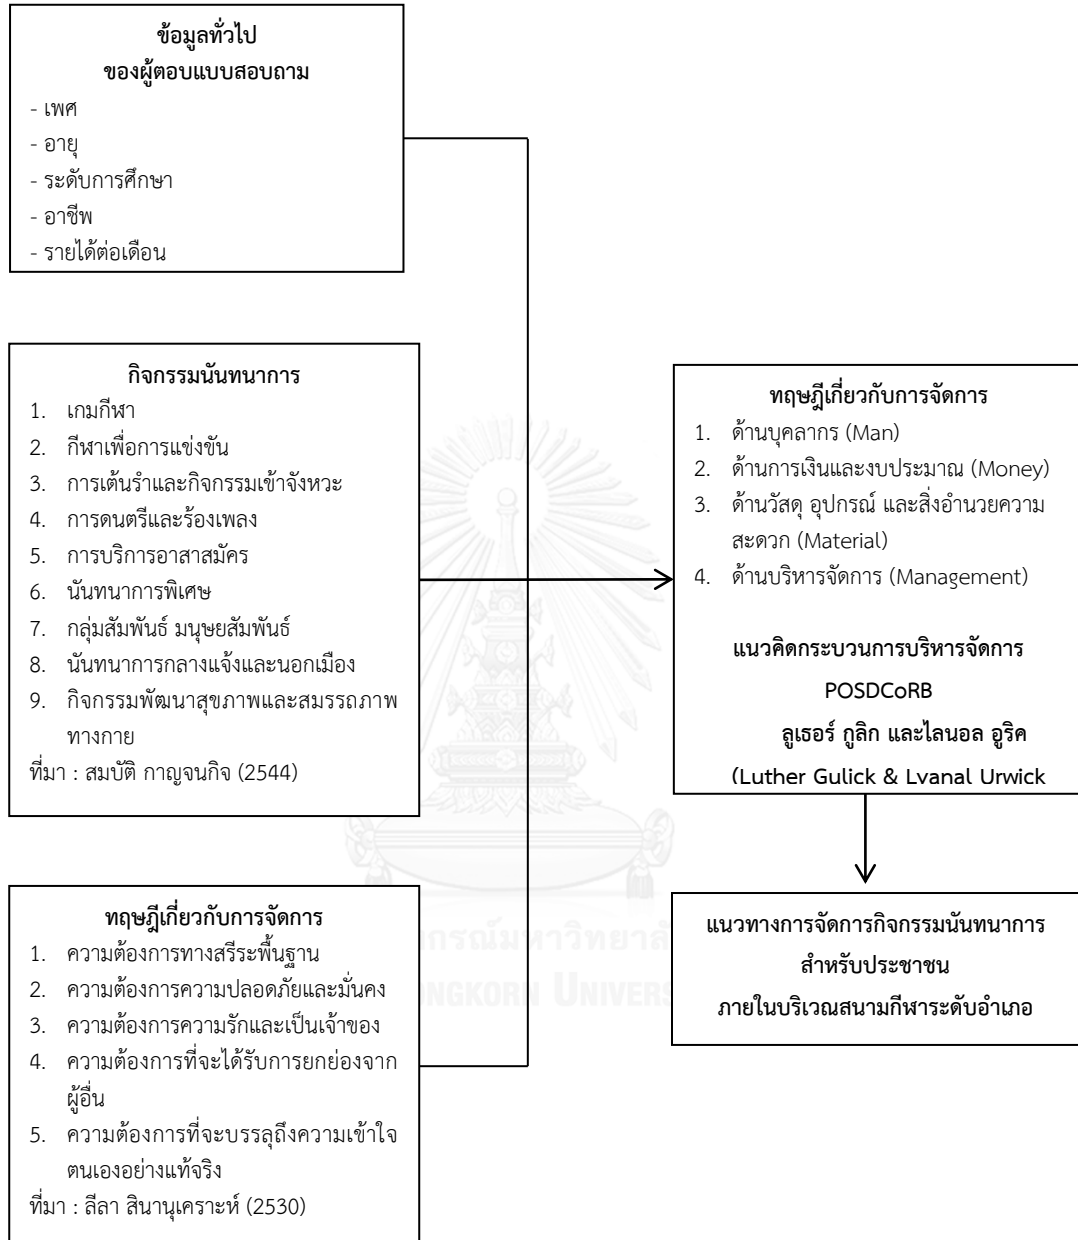 ข้อมูลทั่วไป
ของผู้ตอบแบบสอบถาม
- เพศ
- อายุ
- ระดับการศึกษา
- อาชีพ
- รายได้ต่อเดือน
กิจกรรมนันทนาการ
1. เกมกีฬา
2. กีฬาเพื่อการแข่งขัน
3. การเต้นรำและกิจกรรมเข้าจังหวะ
4. การดนตรีและร้องเพลง
5. การบริการอาสาสมัคร
6. นันทนาการพิเศษ
7. กลุ่มสัมพันธ์ มนุษยสัมพันธ์
8. นันทนาการกลางแจ้งและนอกเมือง
9. กิจกรรมพัฒนาสุขภาพและสมรรถภาพ
ทางกาย
ที่มา : สมบัติ กาญจนกิจ (2544)
ทฤษฎีเกี่ยวกับการจัดการ
1. ความต้องการทางสรีระพื้นฐาน
2. ความต้องการความปลอดภัยและมั่นคง
3. ความต้องการความรักและเป็นเจ้าของ
4. ความต้องการที่จะได้รับการยกย่องจาก
ผู้อื่น
5. ความต้องการที่จะบรรลุถึงความเข้าใจ
ตนเองอย่างแท้จริง
ที่มา : ลีลา สินานุเคราะห์ (2530)
ทฤษฎีเกี่ยวกับการจัดการ
1. ด้านบุคลากร (Man)
2. ด้านการเงินและงบประมาณ (Money)
3. ด้านวัสดุ อุปกรณ์ และสิ่งอำนวยความ
สะดวก (Material)
4. ด้านบริหารจัดการ (Management)
แนวคิดกระบวนการบริหารจัดการ
POSDCoRB
ลูเธอร์ กูลิก และไลนอล อูริค
(Luther Gulick & Lvanal Urwick
แนวทางการจัดการกิจกรรมนันทนาการ
สำหรับประชาชน
ภายในบริเวณสนามกีฬาระดับอำเภอ